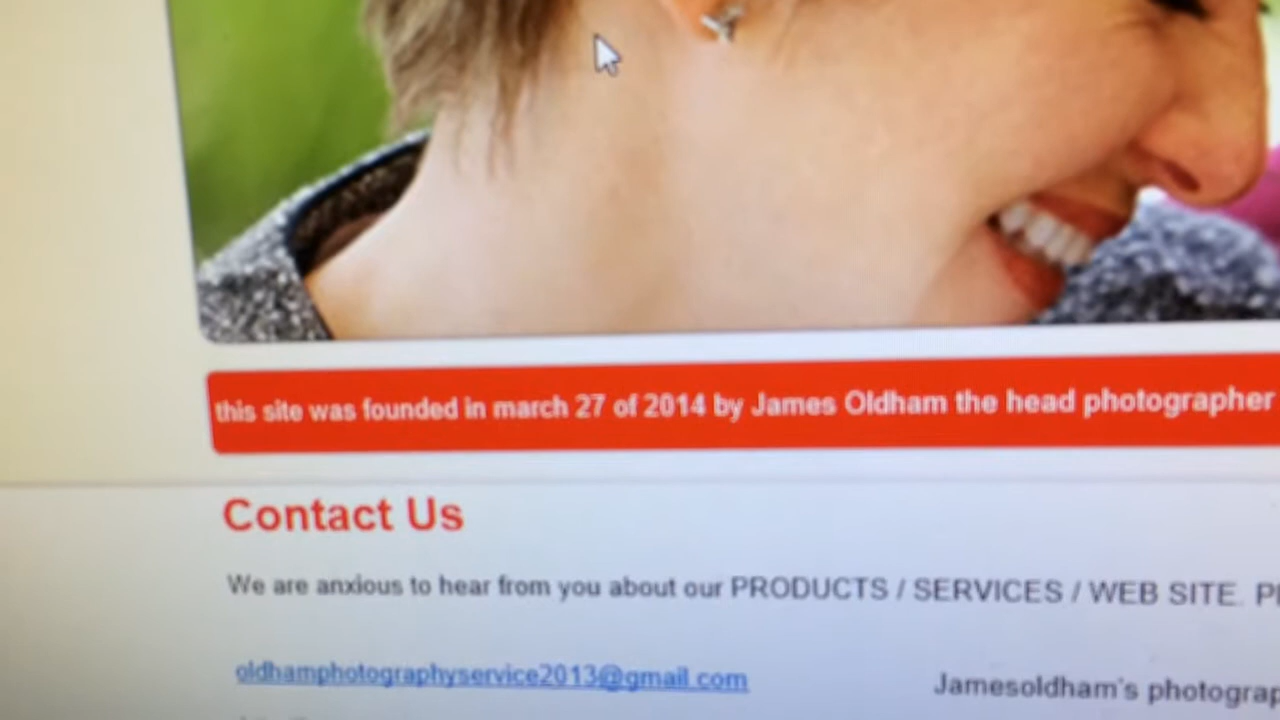 this site was founded in march 27 of 2014 by James Oldham the head photographer
Contact Us
We are anxious to hear from you about our PRODUCTS / SERVICES / WEB SITE.
oldhamphotographyservice2013@gmail.com
Jamesoldham's photograp